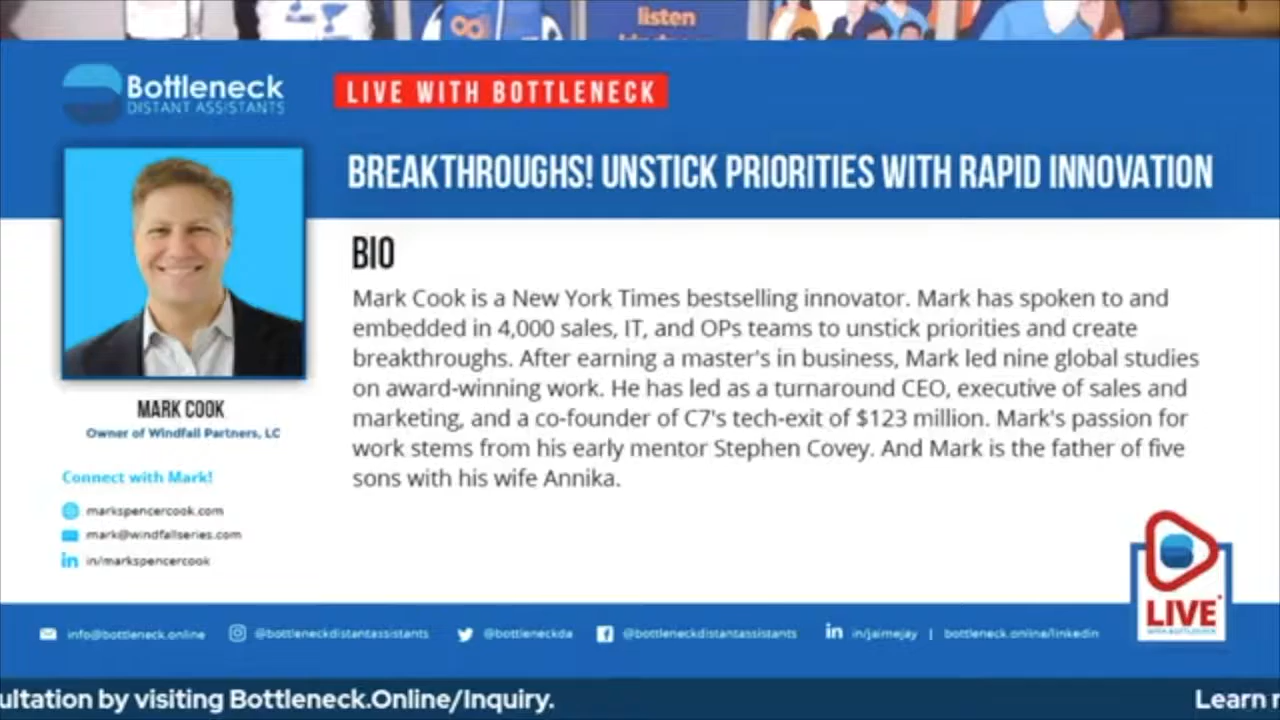 listen
Bottleneck
DISTANT ASSISTANTS
LIVE WITH BOTTLENECK
BREAKTHROUGHS! UNSTICK PRIORITIES WITH RAPID INNOVATION
BIO
Mark Cook is a New York Times bestselling innovator. Mark has spoken to and
embedded in 4,000 sales, IT, and OPs teams to unstick priorities and create
breakthroughs. After earning a master's in business, Mark led nine global studies
on award-winning work. He has led as a turnaround CEO, executive of sales and
marketing, and a co-founder of C7's tech-exit of $123 million. Mark's passion for
work stems from his early mentor Stephen Covey. And Mark is the father of five
sons with his wife Annika.
MARK COOK
Owner of Windfall Partners, LC
Connect with Mark!
markspencercook.com
mark@windfallseries.com
in/markspencercook
LIVE
WITH BOTTLENECK
info@bottleneck.online @bottleneckdistantassistants @bottleneckda @bottleneckdistantassistants in/jaimejay | bottleneck.online/linkedin
ultation by visiting Bottleneck.Online/Inquiry. Learn